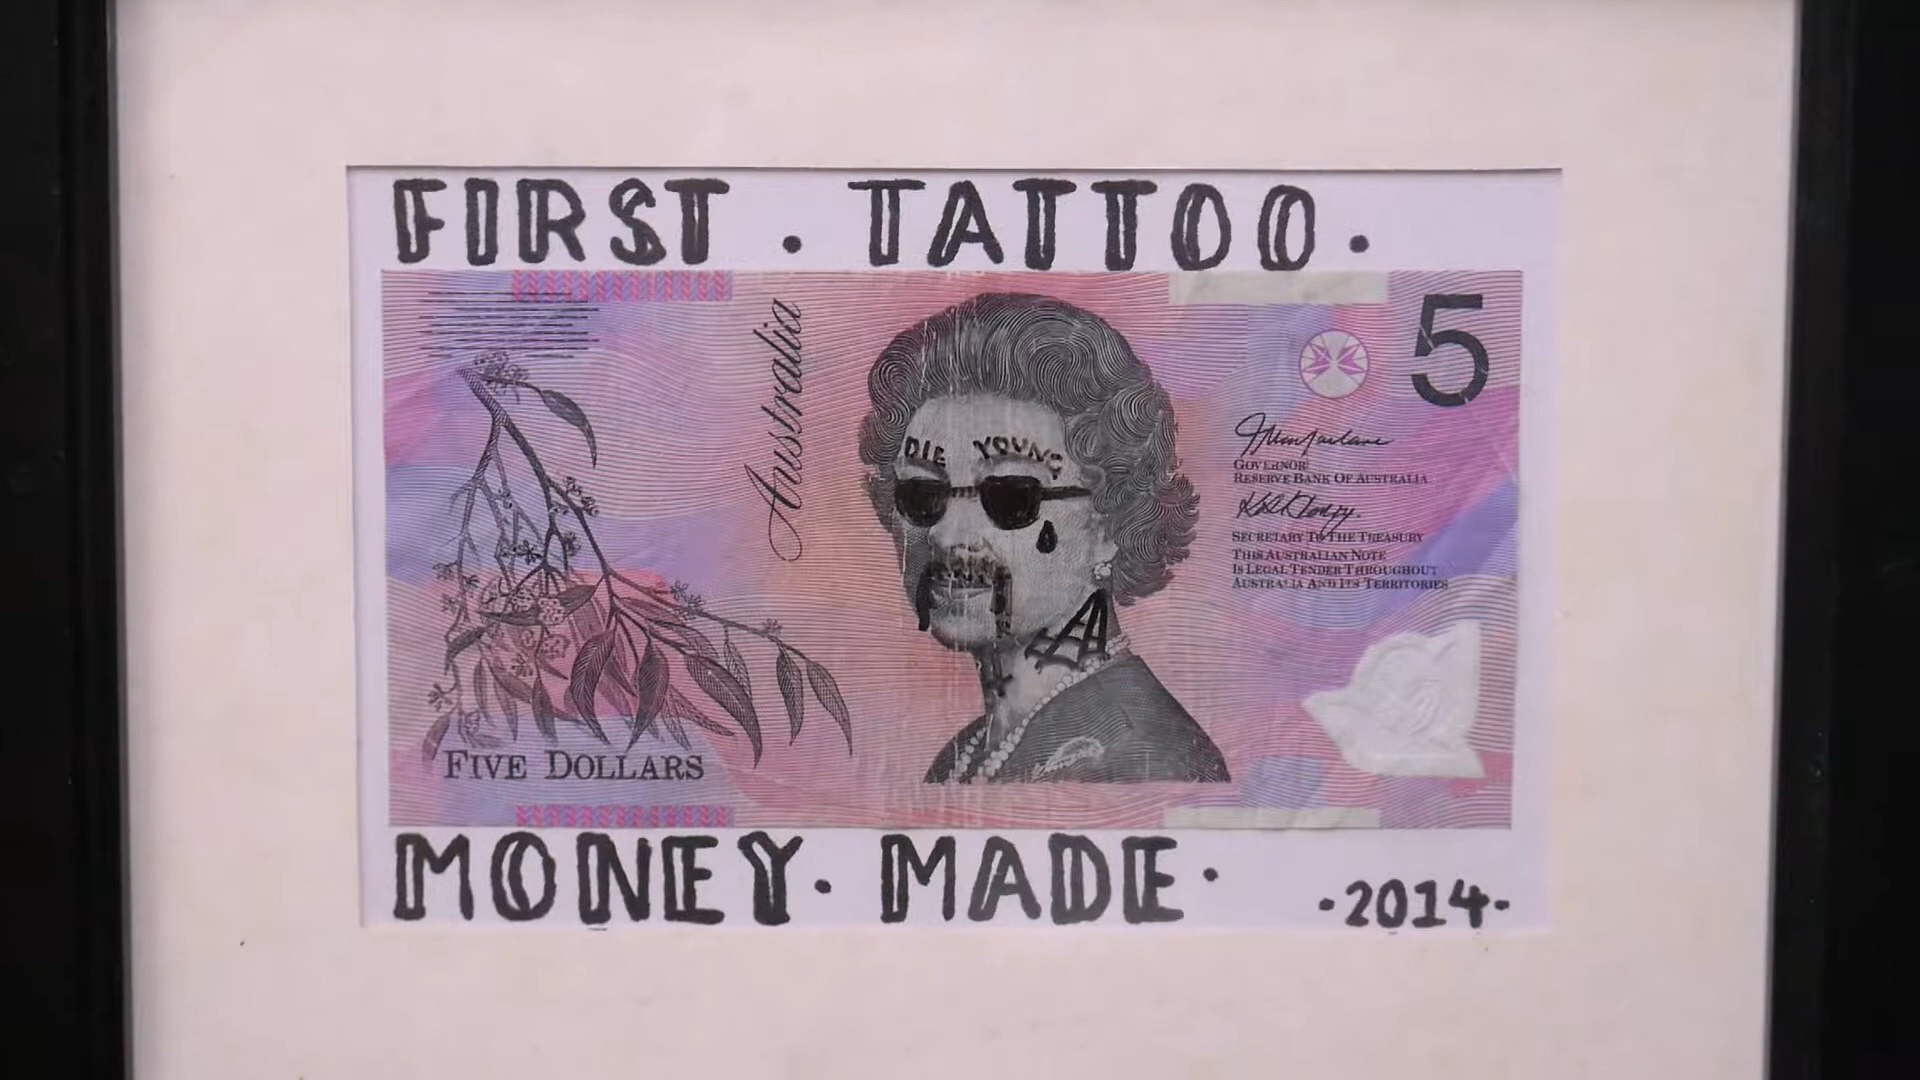 FIRST . TATTOO .
Australia
5
DIE YOUNG
GOVERNOR
RESERVE BANK OF AUSTRALIA
SECRETARY TO THE TREASURY
THIS AUSTRALIAN NOTE
IS LEGAL TENDER THROUGHOUT
AUSTRALIA AND ITS TERRITORIES
FIVE DOLLARS
MONEY. MADE.
·2014·